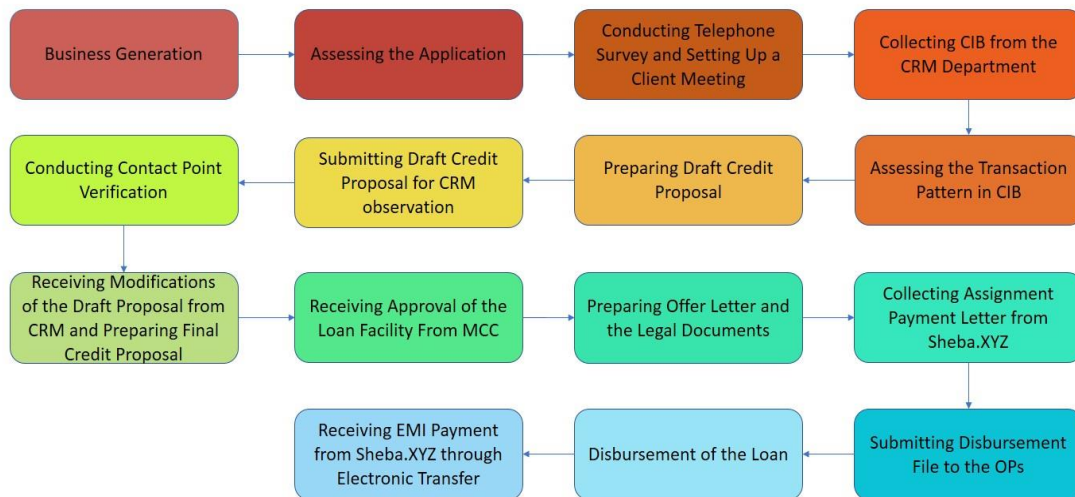 Business Generation
Assessing the Application
Conducting Telephone
Survey and Setting Up a
Client Meeting
Collecting CIB from the
CRM Department
Assessing the Transaction
Pattern in CIB
Preparing Draft Credit
Proposal
Submitting Draft Credit
Proposal for CRM
observation
Conducting Contact Point
Verification
Receiving Modifications
of the Draft Proposal from
CRM and Preparing Final
Credit Proposal
Receiving Approval of the
Loan Facility From MCC
Preparing Offer Letter and
the Legal Documents
Collecting Assignment
Payment Letter from
Sheba.XYZ
Submitting Disbursement
File to the OPs
Disbursement of the Loan
Receiving EMI Payment
from Sheba.XYZ through
Electronic Transfer